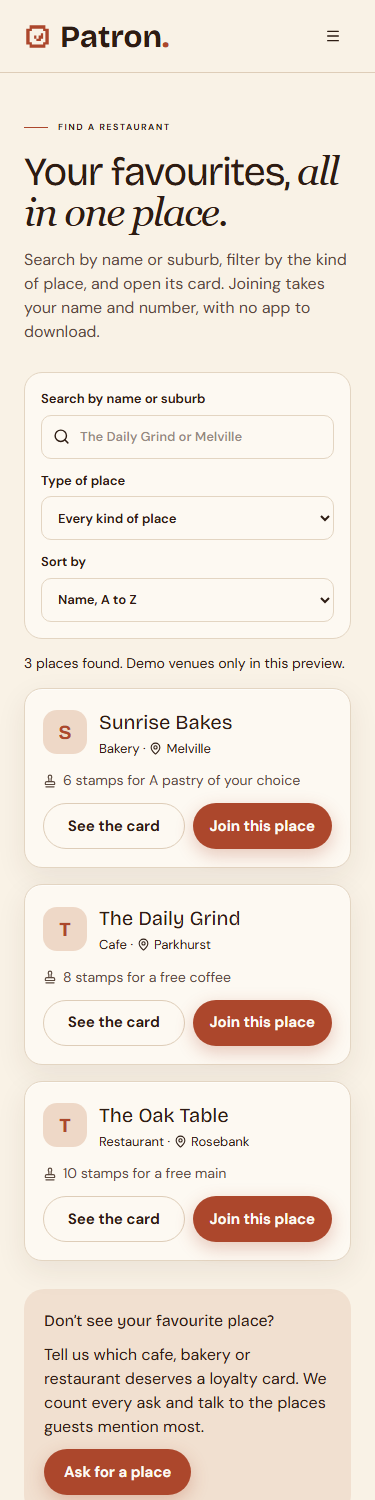 Patron.
FIND A RESTAURANT
Your favourites, all
in one place.
Search by name or suburb, filter by the kind
of place, and open its card. Joining takes
your name and number, with no app to
download.
Search by name or suburb
The Daily Grind or Melville
Type of place
Every kind of place
Sort by
Name, A to Z
3 places found. Demo venues only in this preview.
S
Sunrise Bakes
Bakery · Melville
6 stamps for A pastry of your choice
See the card
Join this place
T
The Daily Grind
Cafe · Parkhurst
8 stamps for a free coffee
See the card
Join this place
T
The Oak Table
Restaurant · Rosebank
10 stamps for a free main
See the card
Join this place
Don't see your favourite place?
Tell us which cafe, bakery or
restaurant deserves a loyalty card. We
count every ask and talk to the places
guests mention most.
Ask for a place